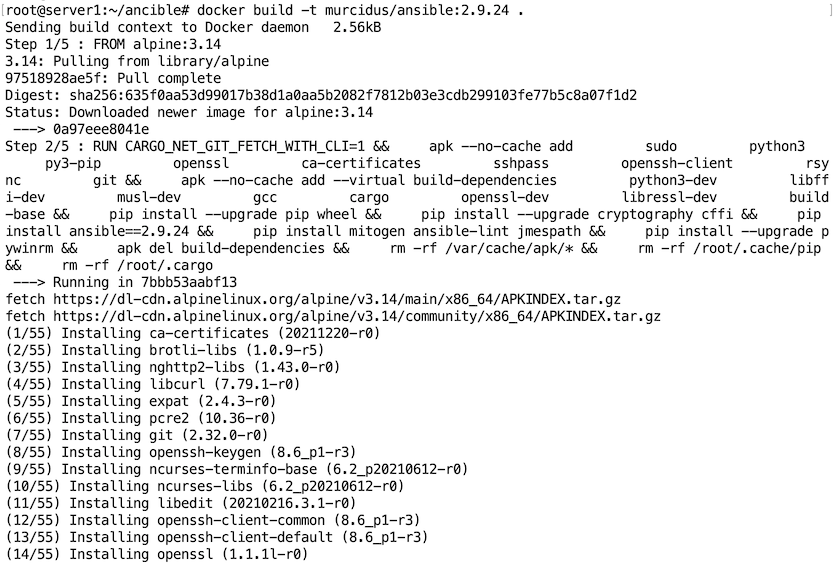 [root@server1:~/ancible# docker build -t murcidus/ansible:2.9.24 . ]
Sending build context to Docker daemon   2.56kB
Step 1/5 : FROM alpine:3.14
3.14: Pulling from library/alpine
97518928ae5f: Pull complete
Digest: sha256:635f0aa53d99017b38d1a0aa5b2082f7812b03e3cdb299103fe77b5c8a07f1d2
Status: Downloaded newer image for alpine:3.14
 ---> 0a97eee8041e
Step 2/5 : RUN CARGO_NET_GIT_FETCH_WITH_CLI=1 &&     apk --no-cache add         sudo         python3
     py3-pip         openssl         ca-certificates         sshpass         openssh-client         rsy
nc         git &&     apk --no-cache add --virtual build-dependencies         python3-dev         libff
i-dev         musl-dev         gcc         cargo         openssl-dev         libressl-dev         build
-base &&     pip install --upgrade pip wheel &&     pip install --upgrade cryptography cffi &&     pip
install ansible==2.9.24 &&     pip install mitogen ansible-lint jmespath &&     pip install --upgrade p
ywinrm &&     apk del build-dependencies &&     rm -rf /var/cache/apk/* &&     rm -rf /root/.cache/pip
&&     rm -rf /root/.cargo
 ---> Running in 7bbb53aabf13
fetch https://dl-cdn.alpinelinux.org/alpine/v3.14/main/x86_64/APKINDEX.tar.gz
fetch https://dl-cdn.alpinelinux.org/alpine/v3.14/community/x86_64/APKINDEX.tar.gz
(1/55) Installing ca-certificates (20211220-r0)
(2/55) Installing brotli-libs (1.0.9-r5)
(3/55) Installing nghttp2-libs (1.43.0-r0)
(4/55) Installing libcurl (7.79.1-r0)
(5/55) Installing expat (2.4.3-r0)
(6/55) Installing pcre2 (10.36-r0)
(7/55) Installing git (2.32.0-r0)
(8/55) Installing openssh-keygen (8.6_p1-r3)
(9/55) Installing ncurses-terminfo-base (6.2_p20210612-r0)
(10/55) Installing ncurses-libs (6.2_p20210612-r0)
(11/55) Installing libedit (20210216.3.1-r0)
(12/55) Installing openssh-client-common (8.6_p1-r3)
(13/55) Installing openssh-client-default (8.6_p1-r3)
(14/55) Installing openssl (1.1.1l-r0)